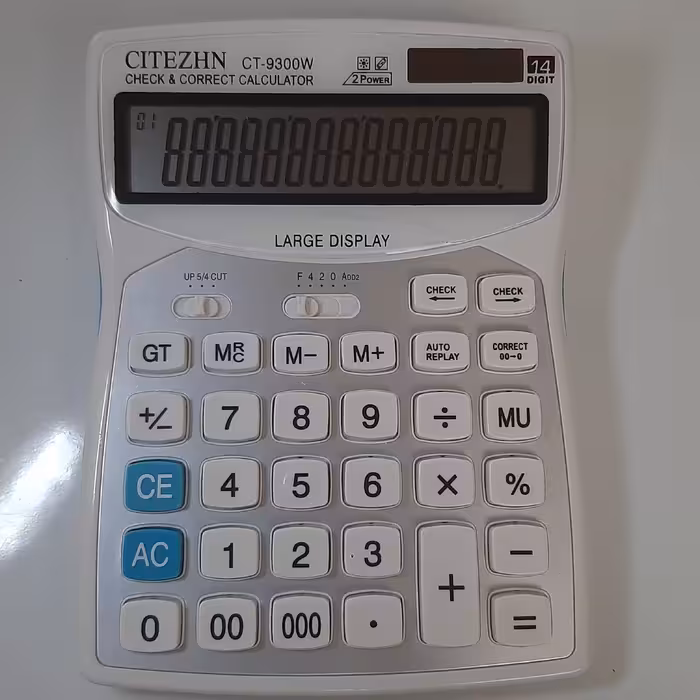 CITEZHN CT-9300W
CHECK & CORRECT CALCULATOR
2 POWER
14
DIGIT
01
88888888888888.
LARGE DISPLAY
UP 5/4 CUT
F 4 2 0 ADD2
CHECK ←
CHECK →
GT MRC M− M+ AUTO REPLAY CORRECT 00→0
+/− 7 8 9 ÷ MU
CE 4 5 6 × %
AC 1 2 3 −
+
0 00 000 • =